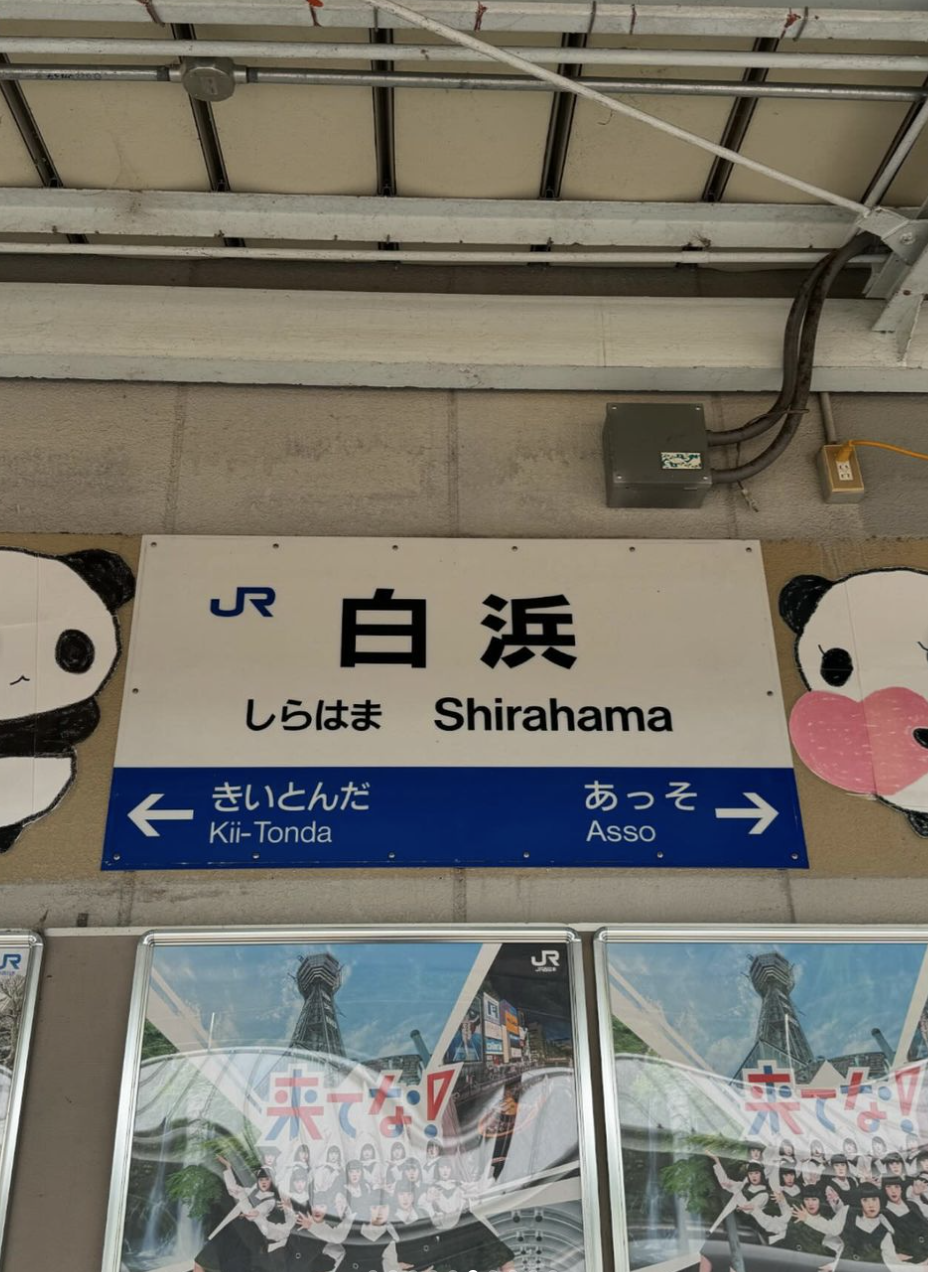 JR 白浜
しらはま Shirahama
← きいとんだ あっそ →
Kii-Tonda Asso
JR
JR
来てな!
来てな!